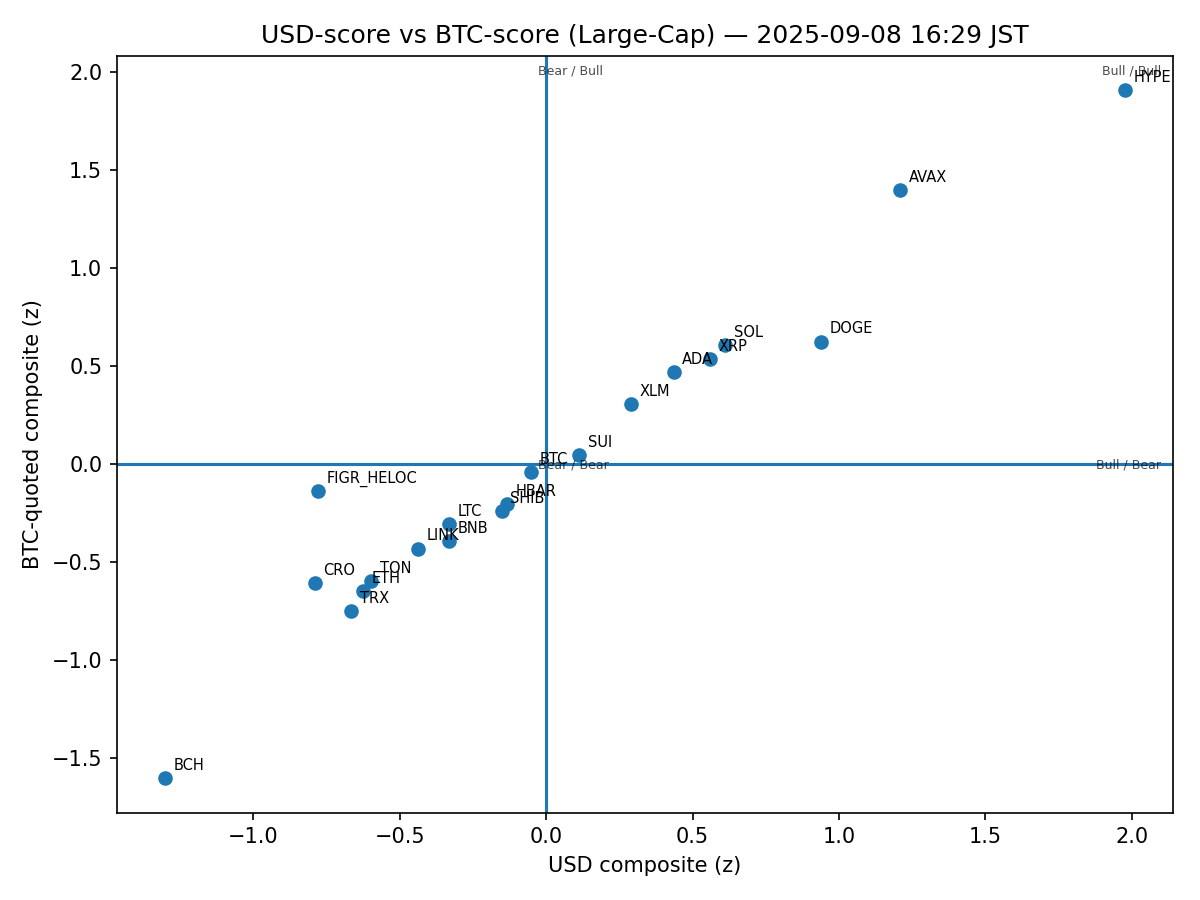 USD-score vs BTC-score (Large-Cap) — 2025-09-08 16:29 JST
BTC-quoted composite (z)
2.0
1.5
1.0
0.5
0.0
−0.5
−1.0
−1.5
Bear / Bull
Bull / Bull
HYPE
AVAX
DOGE
SOL
XRP
ADA
XLM
SUI
BTC
Bear / Bear
Bull / Bear
FIGR_HELOC
HBAR
SHIB
LTC
BNB
LINK
TON
CRO
ETH
TRX
BCH
−1.0
−0.5
0.0
0.5
1.0
1.5
2.0
USD composite (z)